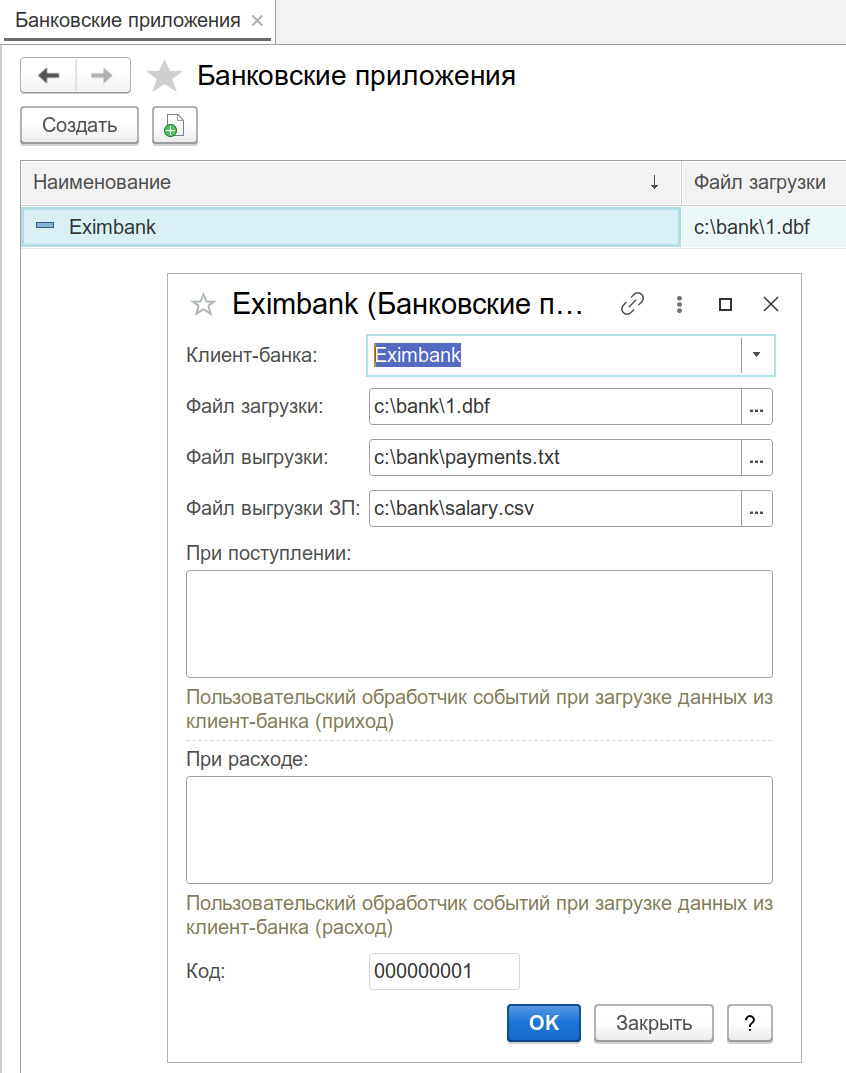 Банковские приложения
Банковские приложения
Создать
Наименование ↓ Файл загрузки
Eximbank c:\bank\1.dbf
Eximbank (Банковские п...
Клиент-банка: Eximbank
Файл загрузки: c:\bank\1.dbf ...
Файл выгрузки: c:\bank\payments.txt ...
Файл выгрузки ЗП: c:\bank\salary.csv ...
При поступлении:
Пользовательский обработчик событий при загрузке данных из
клиент-банка (приход)
При расходе:
Пользовательский обработчик событий при загрузке данных из
клиент-банка (расход)
Код: 000000001
OK Закрыть ?